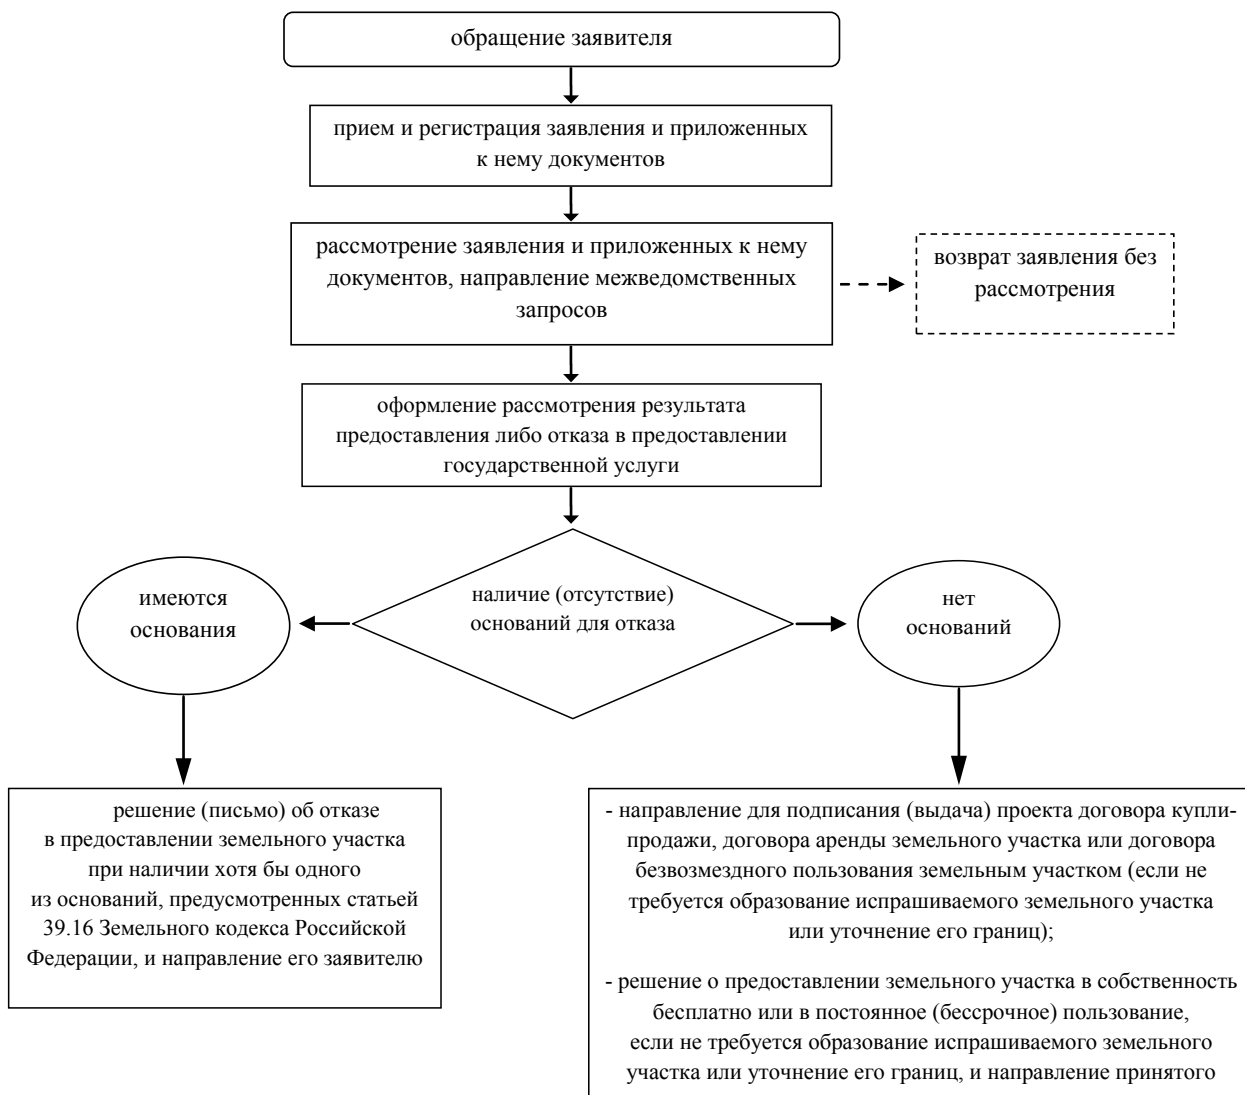 обращение заявителя
прием и регистрация заявления и приложенных
к нему документов
рассмотрение заявления и приложенных к нему
документов, направление межведомственных
запросов
возврат заявления без
рассмотрения
оформление рассмотрения результата
предоставления либо отказа в предоставлении
государственной услуги
наличие (отсутствие)
оснований для отказа
имеются
основания
нет
оснований
решение (письмо) об отказе
в предоставлении земельного участка
при наличии хотя бы одного
из оснований, предусмотренных статьей
39.16 Земельного кодекса Российской
Федерации, и направление его заявителю
- направление для подписания (выдача) проекта договора купли-
продажи, договора аренды земельного участка или договора
безвозмездного пользования земельным участком (если не
требуется образование испрашиваемого земельного участка
или уточнение его границ);
- решение о предоставлении земельного участка в собственность
бесплатно или в постоянное (бессрочное) пользование,
если не требуется образование испрашиваемого земельного
участка или уточнение его границ, и направление принятого